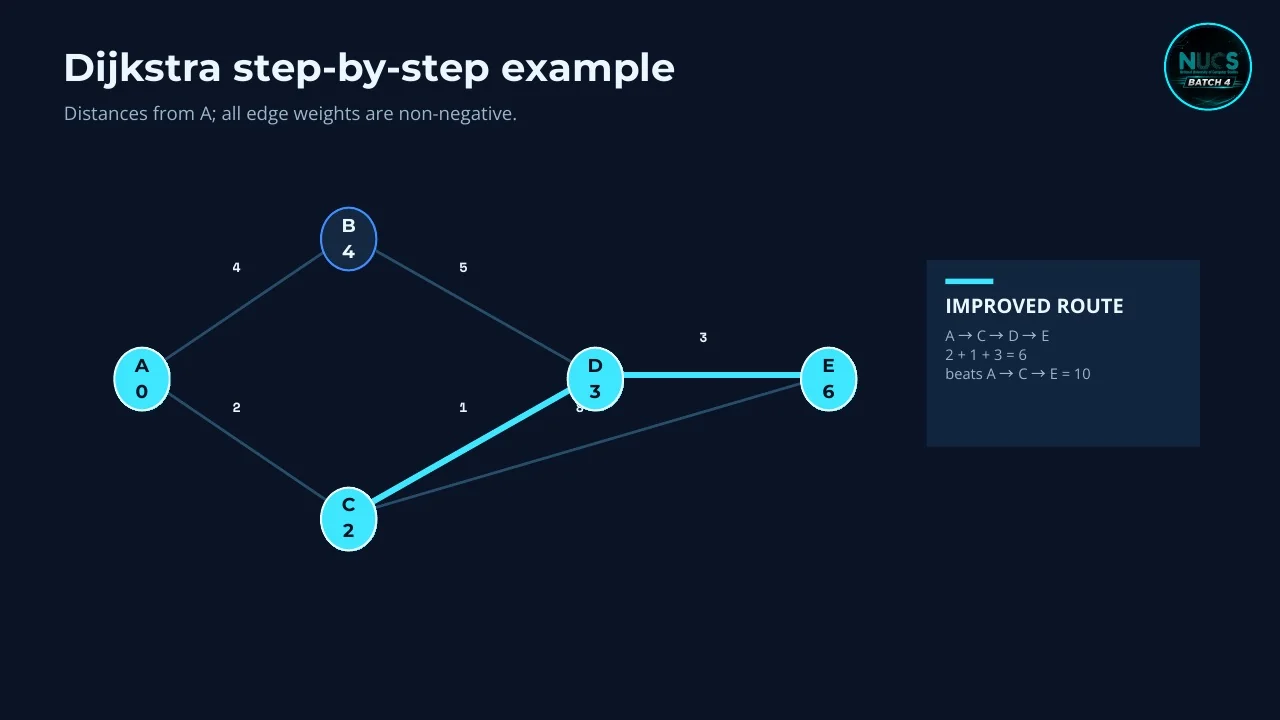 Dijkstra step-by-step example
Distances from A; all edge weights are non-negative.
NUCS
BATCH 4
B
4
4
5
3
A
0
D
3
E
6
2
1
8
C
2
IMPROVED ROUTE
A → C → D → E
2 + 1 + 3 = 6
beats A → C → E = 10